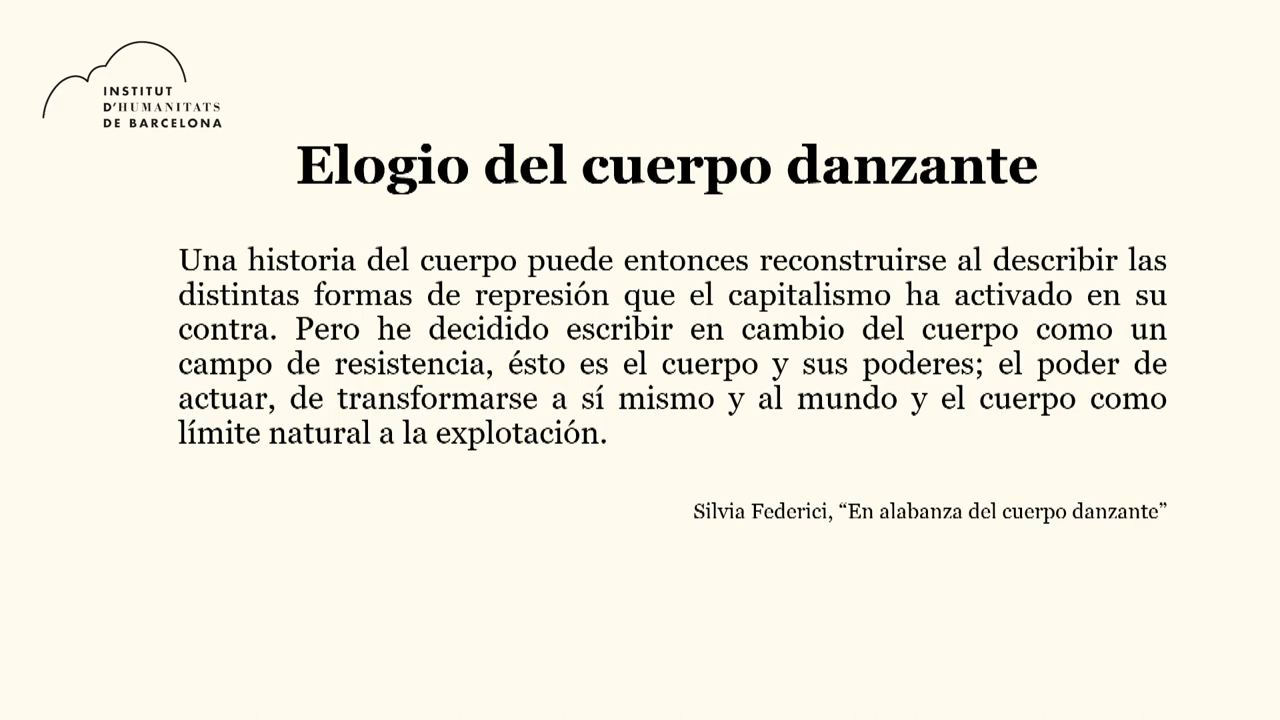 INSTITUT
D'HUMANITATS
DE BARCELONA
Elogio del cuerpo danzante
Una historia del cuerpo puede entonces reconstruirse al describir las
distintas formas de represión que el capitalismo ha activado en su
contra. Pero he decidido escribir en cambio del cuerpo como un
campo de resistencia, ésto es el cuerpo y sus poderes; el poder de
actuar, de transformarse a sí mismo y al mundo y el cuerpo como
límite natural a la explotación.
Silvia Federici, “En alabanza del cuerpo danzante”